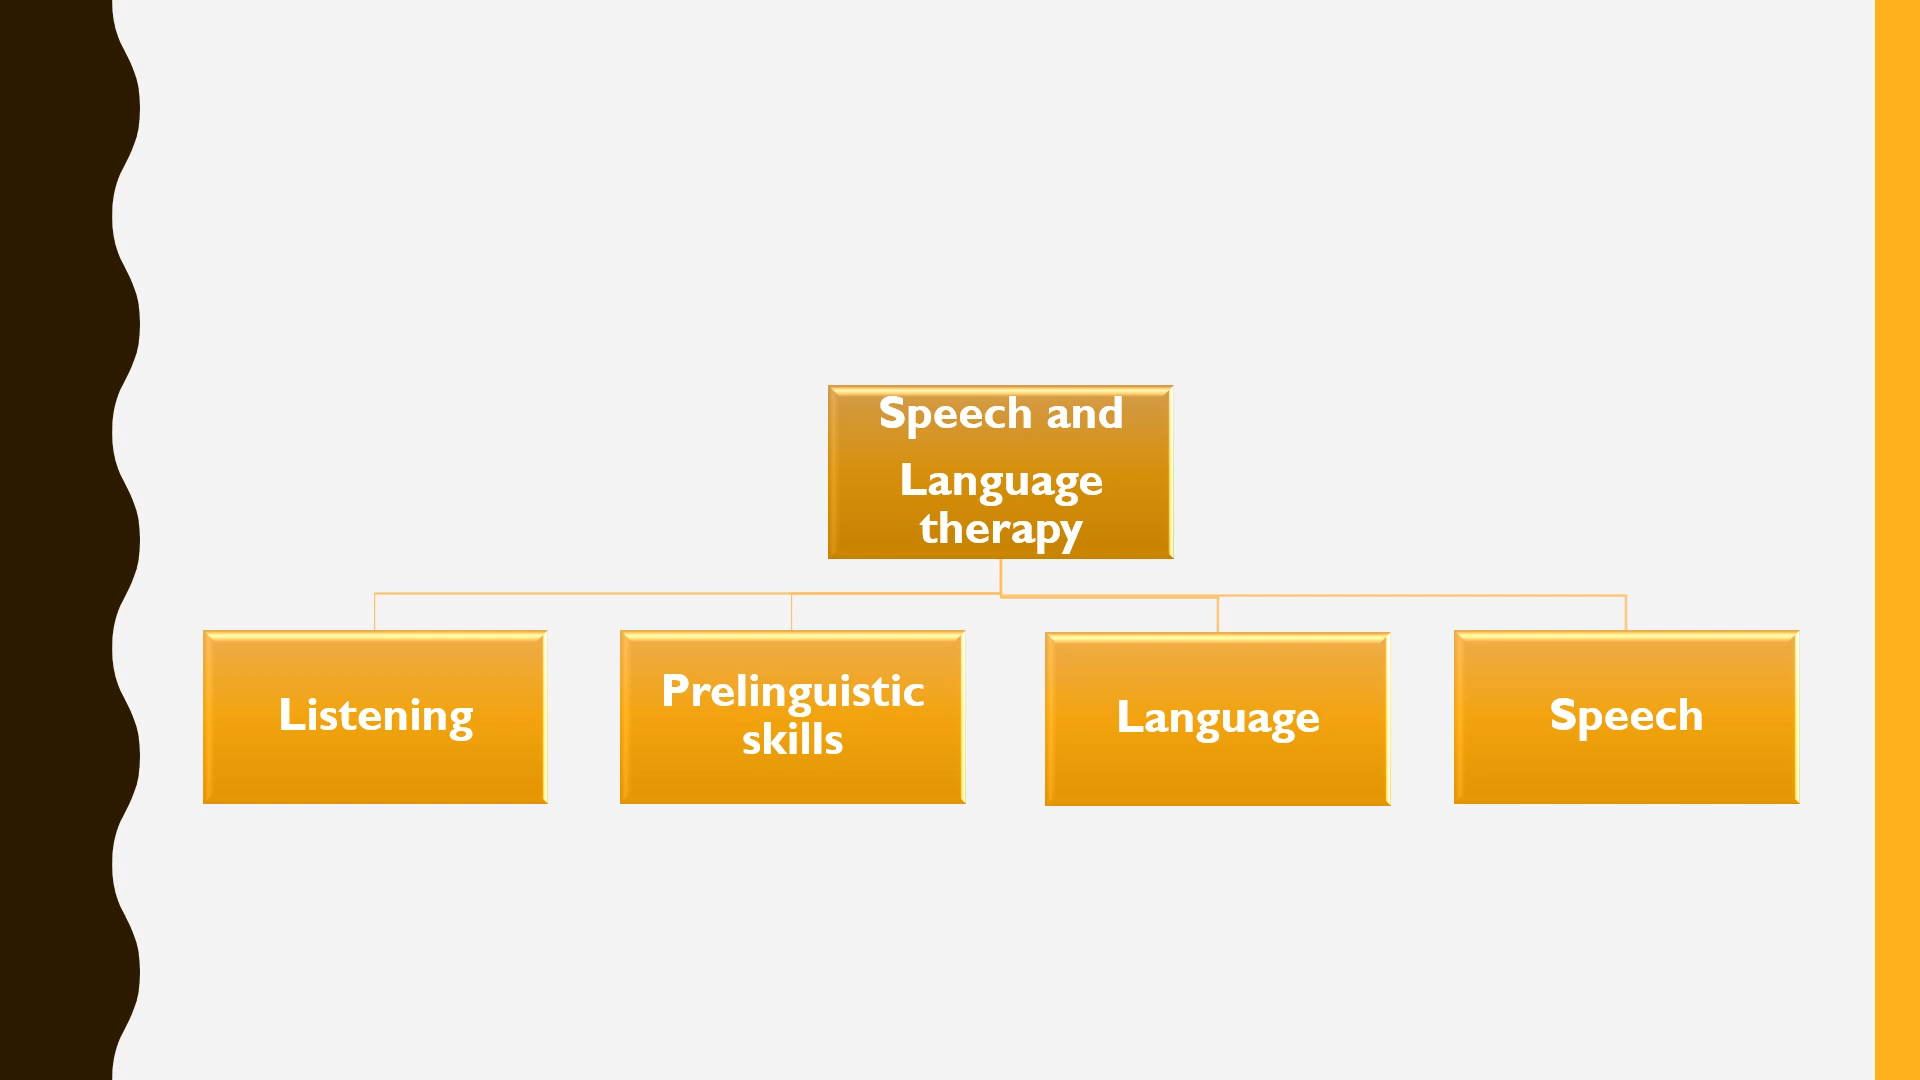 Speech and
Language
therapy
Listening
Prelinguistic
skills
Language
Speech